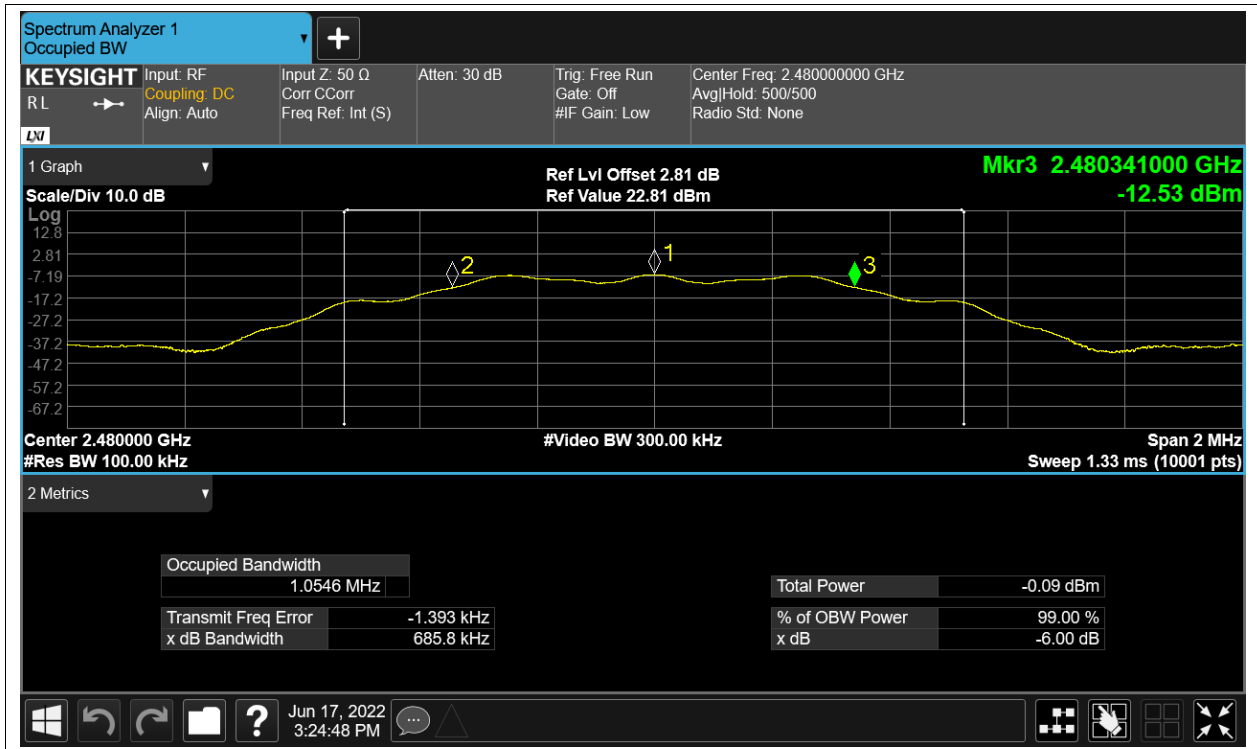 Spectrum Analyzer 1
Occupied BW
+
KEYSIGHT
R L
LXI
Input: RF
Coupling: DC
Align: Auto
Input Z: 50 Ω
Corr CCorr
Freq Ref: Int (S)
Atten: 30 dB
Trig: Free Run
Gate: Off
#IF Gain: Low
Center Freq: 2.480000000 GHz
Avg|Hold: 500/500
Radio Std: None
1 Graph
Scale/Div 10.0 dB
Ref Lvl Offset 2.81 dB
Ref Value 22.81 dBm
Mkr3 2.480341000 GHz
-12.53 dBm
Log
12.8
2.81
-7.19
-17.2
-27.2
-37.2
-47.2
-57.2
-67.2
2
1
3
Center 2.480000 GHz
#Res BW 100.00 kHz
#Video BW 300.00 kHz
Span 2 MHz
Sweep 1.33 ms (10001 pts)
2 Metrics
Occupied Bandwidth
1.0546 MHz
Transmit Freq Error -1.393 kHz
x dB Bandwidth 685.8 kHz
Total Power -0.09 dBm
% of OBW Power 99.00 %
x dB -6.00 dB
?
Jun 17, 2022
3:24:48 PM